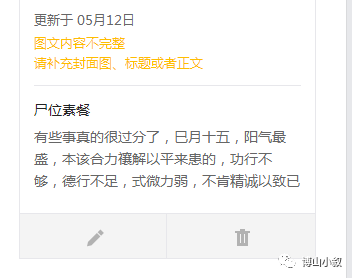 更新于 05月12日
图文内容不完整
请补充封面图、标题或者正文
尸位素餐
有些事真的很过分了，巳月十五，阳气最
盛，本该合力禳解以平来患的，功行不
够，德行不足，式微力弱，不肯精诚以致已
博山小叙